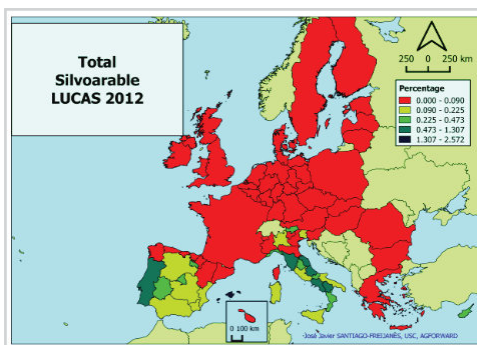 Total
Silvoarable
LUCAS 2012
250 0 250 km
Percentage
0.000 - 0.090
0.090 - 0.225
0.225 - 0.473
0.473 - 1.307
1.307 - 2.572
0 100 km
José Javier SANTIAGO-FREIJANES, USC, AGFORWARD